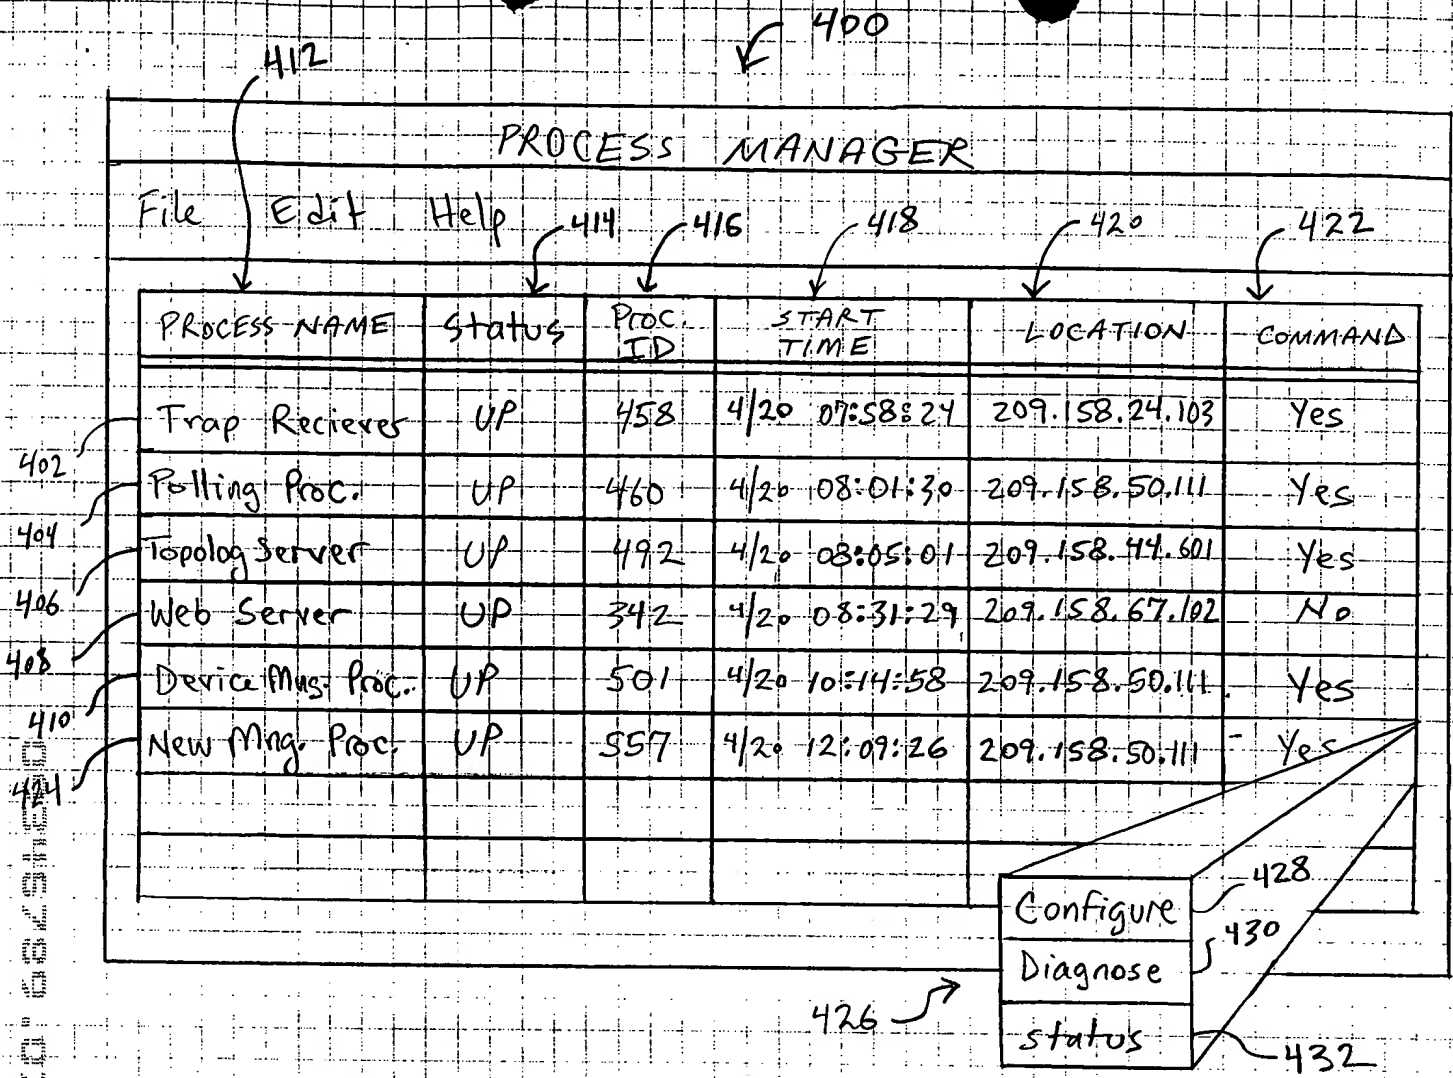 400
412
PROCESS MANAGER
File Edit Help
414 416 418 420 422
PROCESS NAME Status Proc. ID START TIME LOCATION COMMAND
402 Trap Reciever UP 458 4/20 07:58:24 209.158.24.103 Yes
404 Polling Proc. UP 460 4/20 08:01:30 209.158.50.111 Yes
406 Topolog Server UP 492 4/20 08:05:01 209.158.44.601 Yes
408 Web Server UP 342 4/20 08:31:29 209.158.67.102 No
410 Device Mng. Proc. UP 501 4/20 10:14:58 209.158.50.111 Yes
424 New Mng. Proc. UP 557 4/20 12:09:26 209.158.50.111 Yes
Configure 428
Diagnose 430
426
Status 432